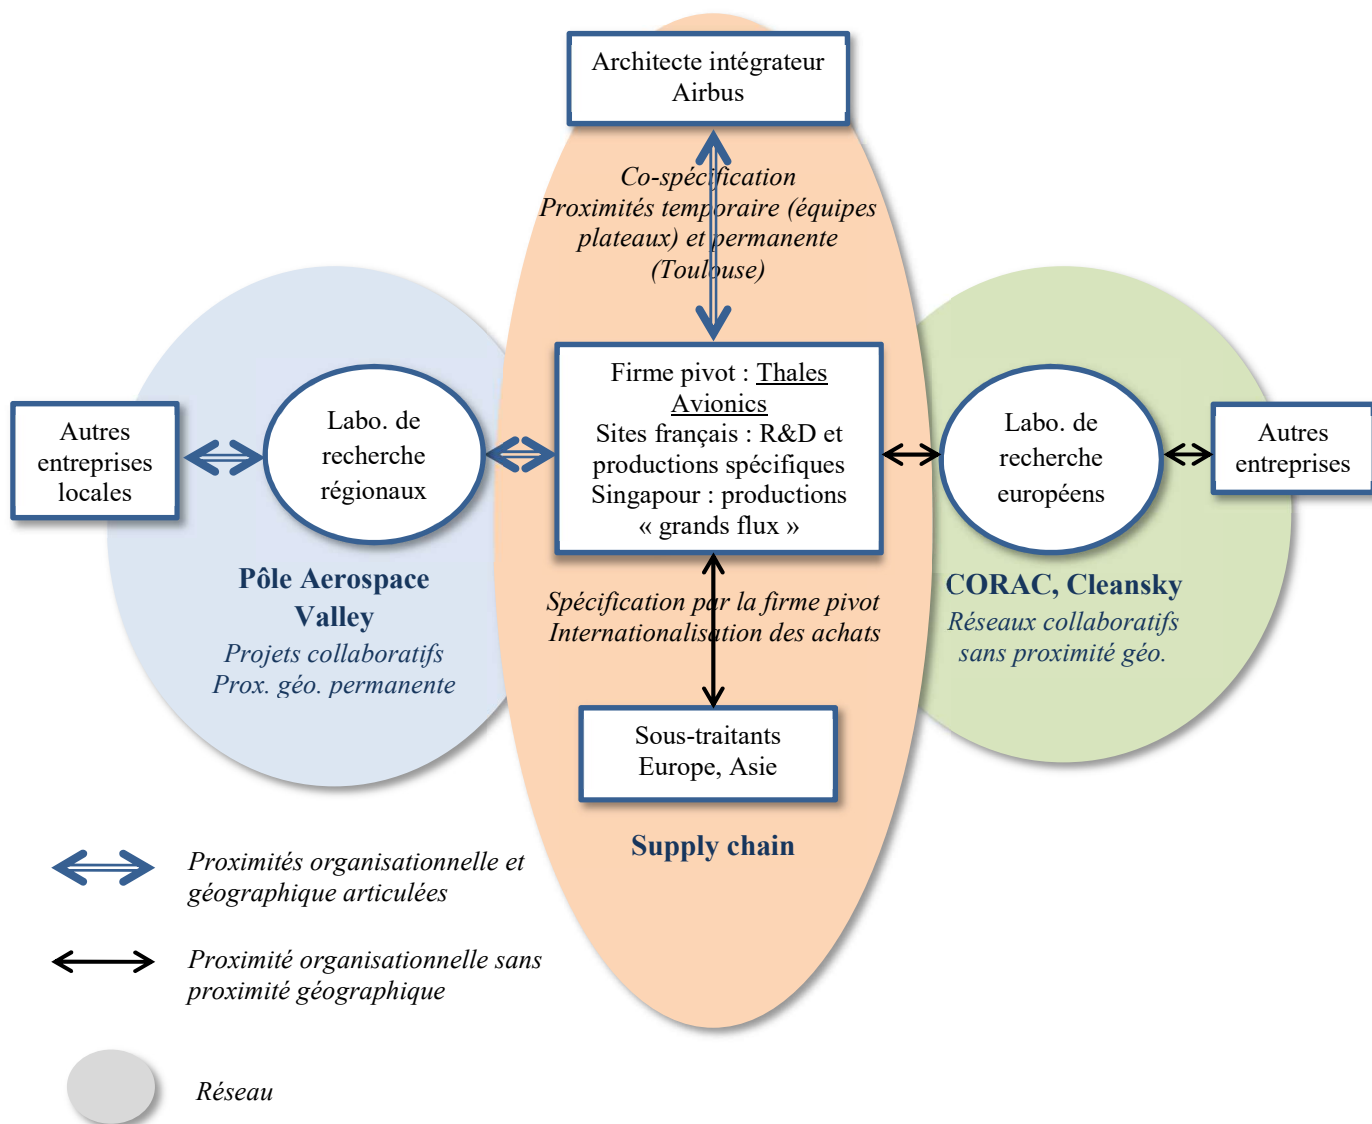 Architecte intégrateur
Airbus
Co-spécification
Proximités temporaire (équipes
plateaux) et permanente
(Toulouse)
Firme pivot : Thales
Avionics
Sites français : R&D et
productions spécifiques
Singapour : productions
« grands flux »
Autres
entreprises
locales
Labo. de
recherche
régionaux
Labo. de
recherche
européens
Autres
entreprises
Pôle Aerospace
Valley
Projets collaboratifs
Prox. géo. permanente
Spécification par la firme pivot
Internationalisation des achats
CORAC, Cleansky
Réseaux collaboratifs
sans proximité géo.
Sous-traitants
Europe, Asie
Supply chain
Proximités organisationnelle et
géographique articulées
Proximité organisationnelle sans
proximité géographique
Réseau